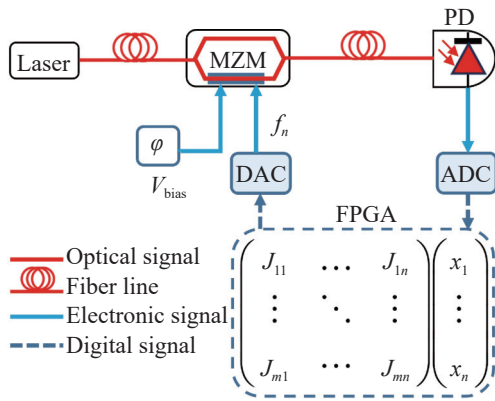 PD
Laser
MZM
φ
f_n
V_bias
DAC
ADC
FPGA
Optical signal
Fiber line
Electronic signal
Digital signal
J_11 ⋯ J_1n x_1
⋮ ⋱ ⋮ ⋮
J_m1 ⋯ J_mn x_n